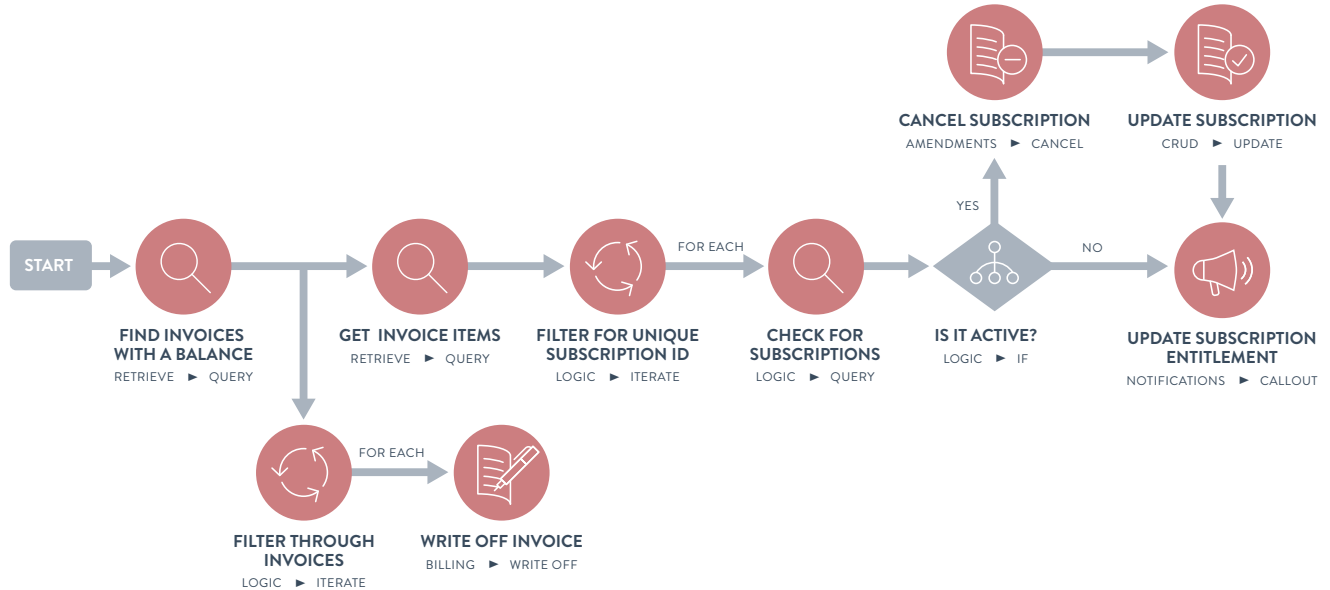 CANCEL SUBSCRIPTION
AMENDMENTS ► CANCEL
UPDATE SUBSCRIPTION
CRUD ► UPDATE
YES
START
FIND INVOICES
WITH A BALANCE
RETRIEVE ► QUERY
GET INVOICE ITEMS
RETRIEVE ► QUERY
FILTER FOR UNIQUE
SUBSCRIPTION ID
LOGIC ► ITERATE
FOR EACH
CHECK FOR
SUBSCRIPTIONS
LOGIC ► QUERY
IS IT ACTIVE?
LOGIC ► IF
NO
UPDATE SUBSCRIPTION
ENTITLEMENT
NOTIFICATIONS ► CALLOUT
FILTER THROUGH
INVOICES
LOGIC ► ITERATE
FOR EACH
WRITE OFF INVOICE
BILLING ► WRITE OFF